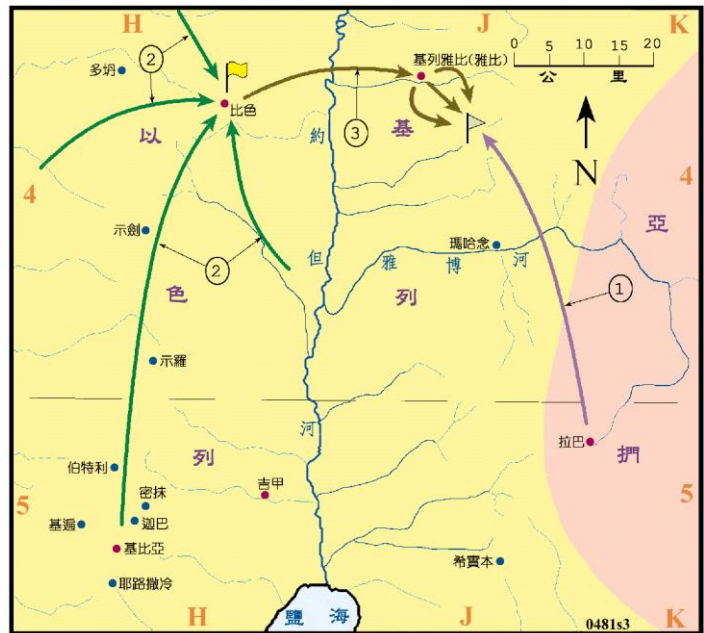 H
J
K
多坍
②
比色
③
基列雅比(雅比)
0 5 10 15 20
公里
N
以
約
基
4
4
示劍
②
但
雅博河
瑪哈念
亞
色
列
①
示羅
河
列
拉巴
捫
伯特利
吉甲
5
5
密抹
基遍
迦巴
基比亞
希實本
耶路撒冷
H
鹽海
J
0481s3
K